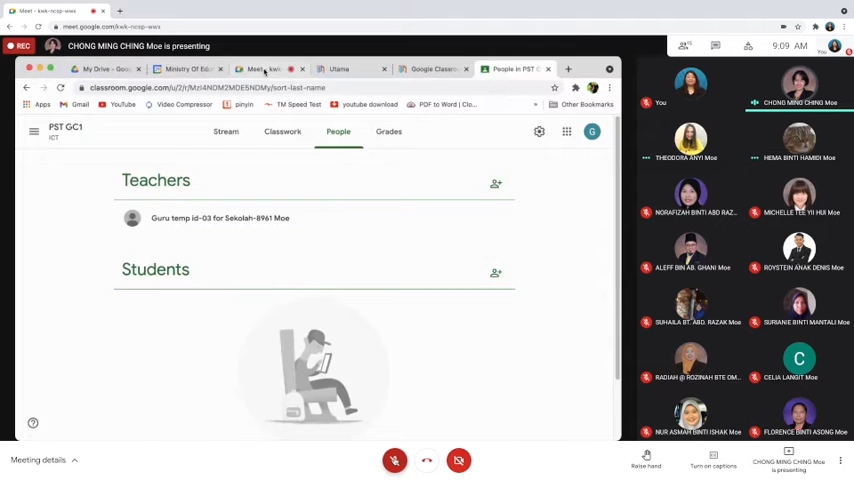 Meet - kwk-ncsp-wws
meet.google.com/kwk-ncsp-wws
REC
CHONG MING CHING Moe is presenting
15
9:09 AM
You
My Drive - Goo
Ministry Of Edu
Meet - kwk
Utama
Google Classroo
People in PST G
classroom.google.com/u/2/r/MzI4NDM2MDE5NDMy/sort-last-name
Apps
Gmail
YouTube
Video Compressor
pinyin
TM Speed Test
youtube download
PDF to Word | Clo...
Other Bookmarks
PST GC1
ICT
Stream
Classwork
People
Grades
G
Teachers
Guru temp id-03 for Sekolah-8961 Moe
Students
You
CHONG MING CHING Moe
THEODORA ANYI Moe
HEMA BINTI HAMIDI Moe
NORAFIZAH BINTI ABD RAZ...
MICHELLE TEE YII HUI Moe
ALEFF BIN AB. GHANI Moe
ROYSTEIN ANAK DENIS Moe
SUHAILA BT. ABD. RAZAK Moe
SURIANIE BINTI MANTALI Moe
RADIAH @ ROZINAH BTE OM...
C
CELIA LANGIT Moe
NUR ASMAH BINTI ISHAK Moe
FLORENCE BINTI ASONG Moe
Meeting details
Raise hand
Turn on captions
CHONG MING CHING Moe
is presenting